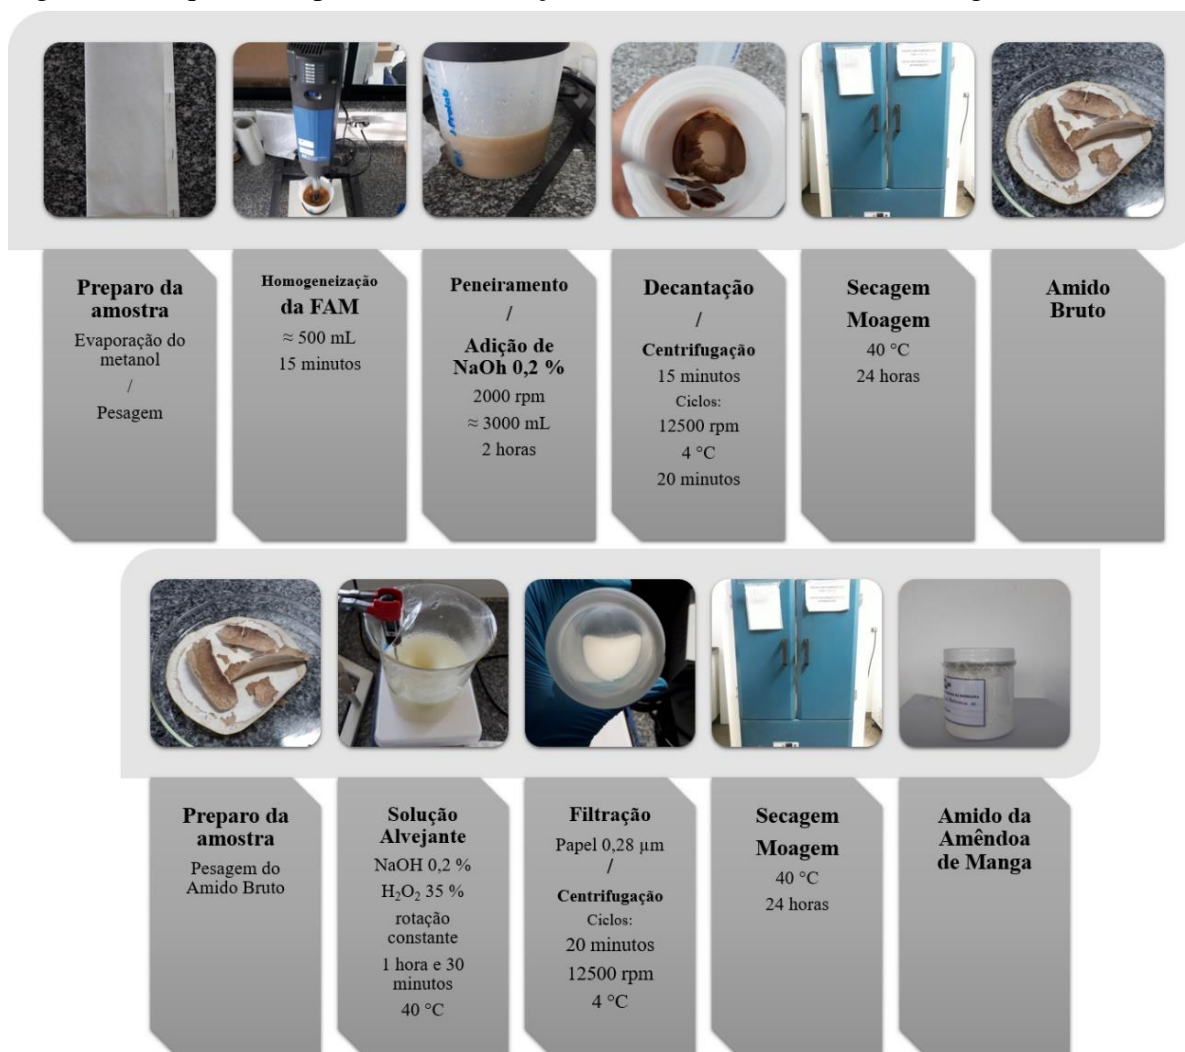 Preparo da
amostra
Evaporação do
metanol
/
Pesagem
Homogeneização
da FAM
≈ 500 mL
15 minutos
Peneiramento
/
Adição de
NaOh 0,2 %
2000 rpm
≈ 3000 mL
2 horas
Decantação
/
Centrifugação
15 minutos
Ciclos:
12500 rpm
4 °C
20 minutos
Secagem
Moagem
40 °C
24 horas
Amido
Bruto
Preparo da
amostra
Pesagem do
Amido Bruto
Solução
Alvejante
NaOH 0,2 %
H₂O₂ 35 %
rotação
constante
1 hora e 30
minutos
40 °C
Filtração
Papel 0,28 µm
/
Centrifugação
Ciclos:
20 minutos
12500 rpm
4 °C
Secagem
Moagem
40 °C
24 horas
Amido da
Amêndoa
de Manga